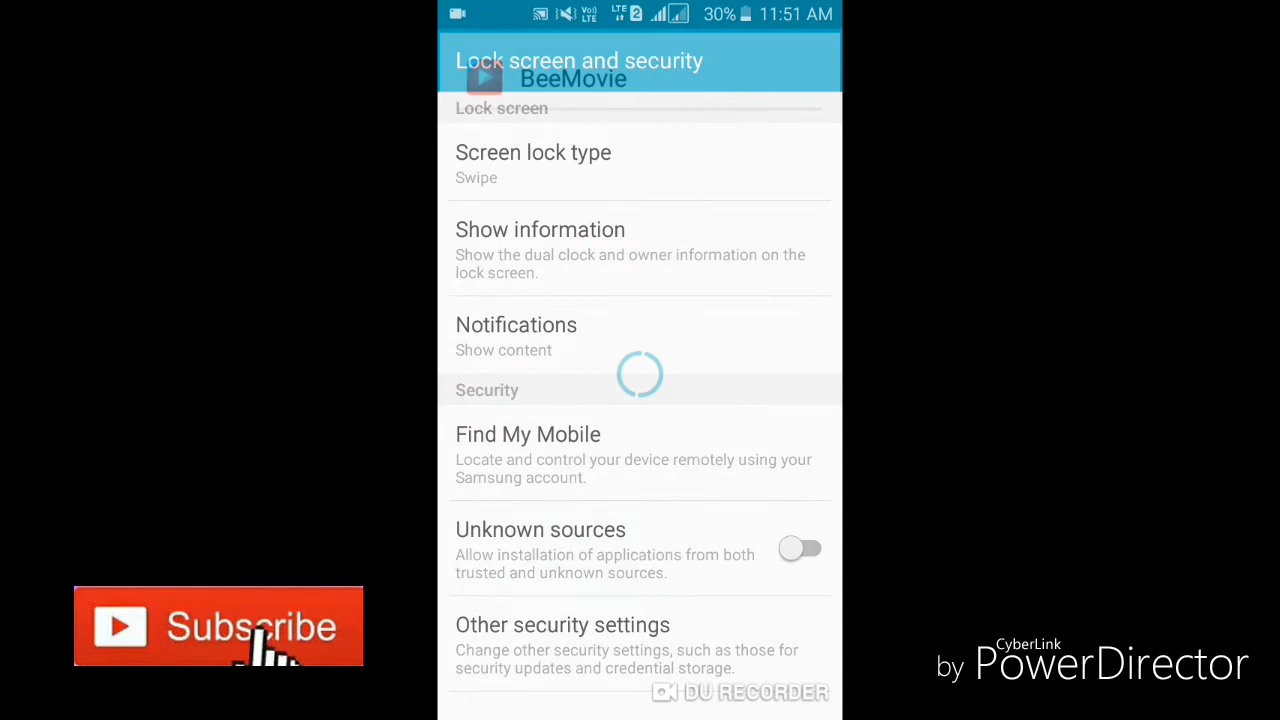 VoI) LTE LTE 2 30% 11:51 AM
Lock screen and security
BeeMovie
Lock screen
Screen lock type
Swipe
Show information
Show the dual clock and owner information on the
lock screen.
Notifications
Show content
Security
Find My Mobile
Locate and control your device remotely using your
Samsung account.
Unknown sources
Allow installation of applications from both
trusted and unknown sources.
Other security settings
Change other security settings, such as those for
security updates and credential storage.
DU RECORDER
Subscribe
CyberLink
by PowerDirector